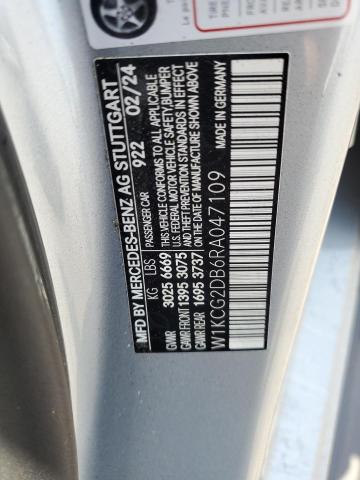 MFD BY MERCEDES-BENZ AG STUTTGART
PASSENGER CAR 922 02/24
KG LBS
GVWR 3025 6669
GAWR FRONT 1395 3075
GAWR REAR 1695 3737
THIS VEHICLE CONFORMS TO ALL APPLICABLE
U.S. FEDERAL MOTOR VEHICLE SAFETY, BUMPER
AND THEFT PREVENTION STANDARDS IN EFFECT
ON THE DATE OF MANUFACTURE SHOWN ABOVE
MADE IN GERMANY
W1KCG2DB6RA047109